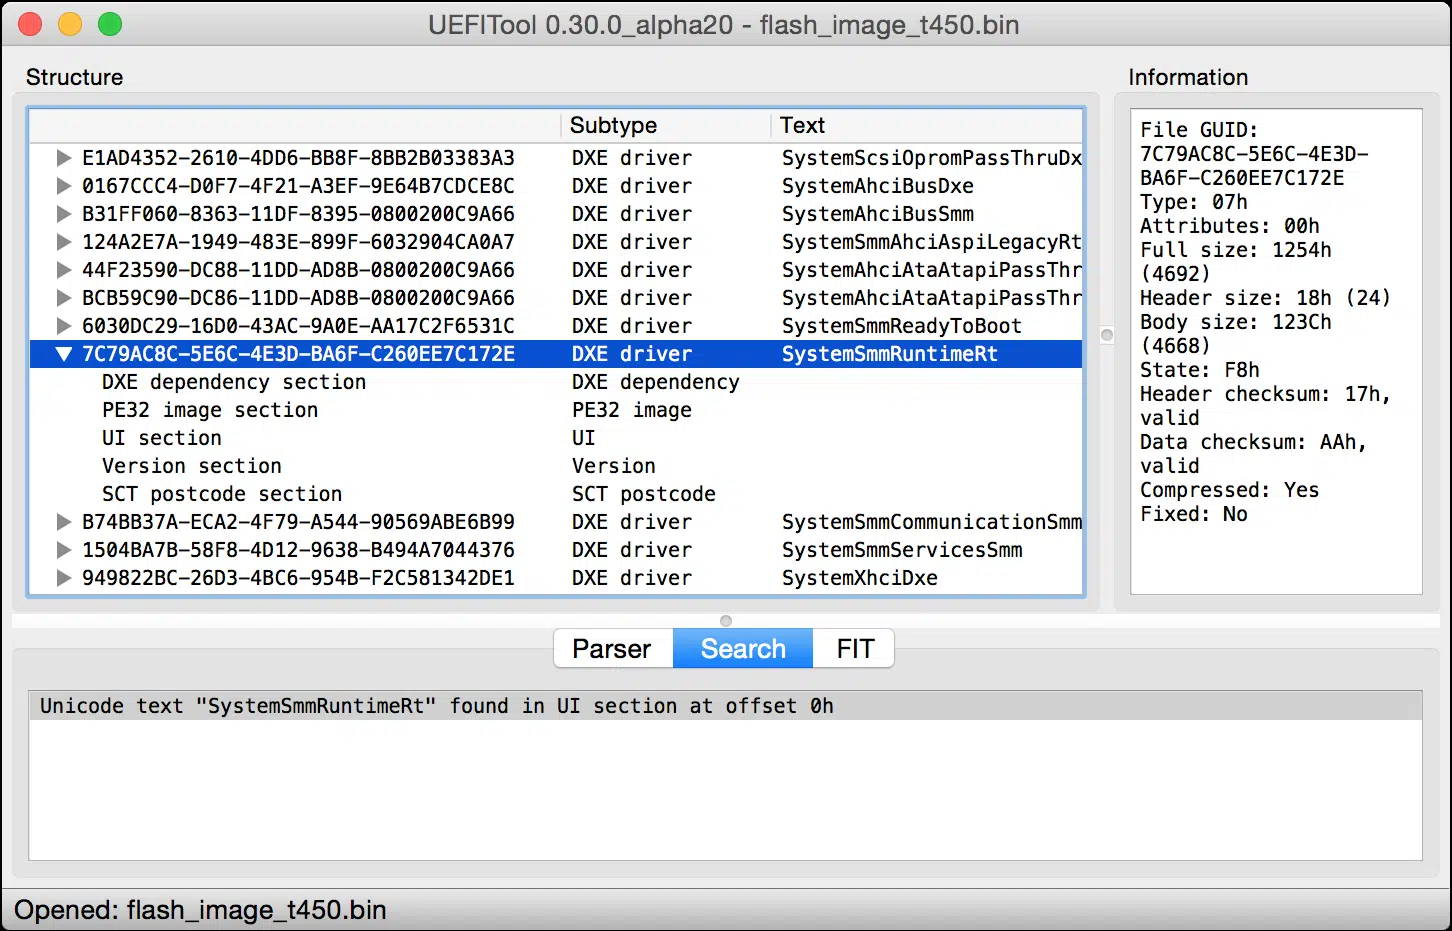 UEFITool 0.30.0_alpha20 - flash_image_t450.bin
Structure
Subtype Text
E1AD4352-2610-4DD6-BB8F-8BB2B03383A3 DXE driver SystemScsiOpromPassThruDx
0167CCC4-D0F7-4F21-A3EF-9E64B7CDCE8C DXE driver SystemAhciBusDxe
B31FF060-8363-11DF-8395-0800200C9A66 DXE driver SystemAhciBusSmm
124A2E7A-1949-483E-899F-6032904CA0A7 DXE driver SystemSmmAhciAspiLegacyRt
44F23590-DC88-11DD-AD8B-0800200C9A66 DXE driver SystemAhciAtaAtapiPassThr
BCB59C90-DC86-11DD-AD8B-0800200C9A66 DXE driver SystemAhciAtaAtapiPassThr
6030DC29-16D0-43AC-9A0E-AA17C2F6531C DXE driver SystemSmmReadyToBoot
7C79AC8C-5E6C-4E3D-BA6F-C260EE7C172E DXE driver SystemSmmRuntimeRt
DXE dependency section DXE dependency
PE32 image section PE32 image
UI section UI
Version section Version
SCT postcode section SCT postcode
B74BB37A-ECA2-4F79-A544-90569ABE6B99 DXE driver SystemSmmCommunicationSmm
1504BA7B-58F8-4D12-9638-B494A7044376 DXE driver SystemSmmServicesSmm
949822BC-26D3-4BC6-954B-F2C581342DE1 DXE driver SystemXhciDxe
Information
File GUID:
7C79AC8C-5E6C-4E3D-
BA6F-C260EE7C172E
Type: 07h
Attributes: 00h
Full size: 1254h
(4692)
Header size: 18h (24)
Body size: 123Ch
(4668)
State: F8h
Header checksum: 17h,
valid
Data checksum: AAh,
valid
Compressed: Yes
Fixed: No
Parser Search FIT
Unicode text "SystemSmmRuntimeRt" found in UI section at offset 0h
Opened: flash_image_t450.bin